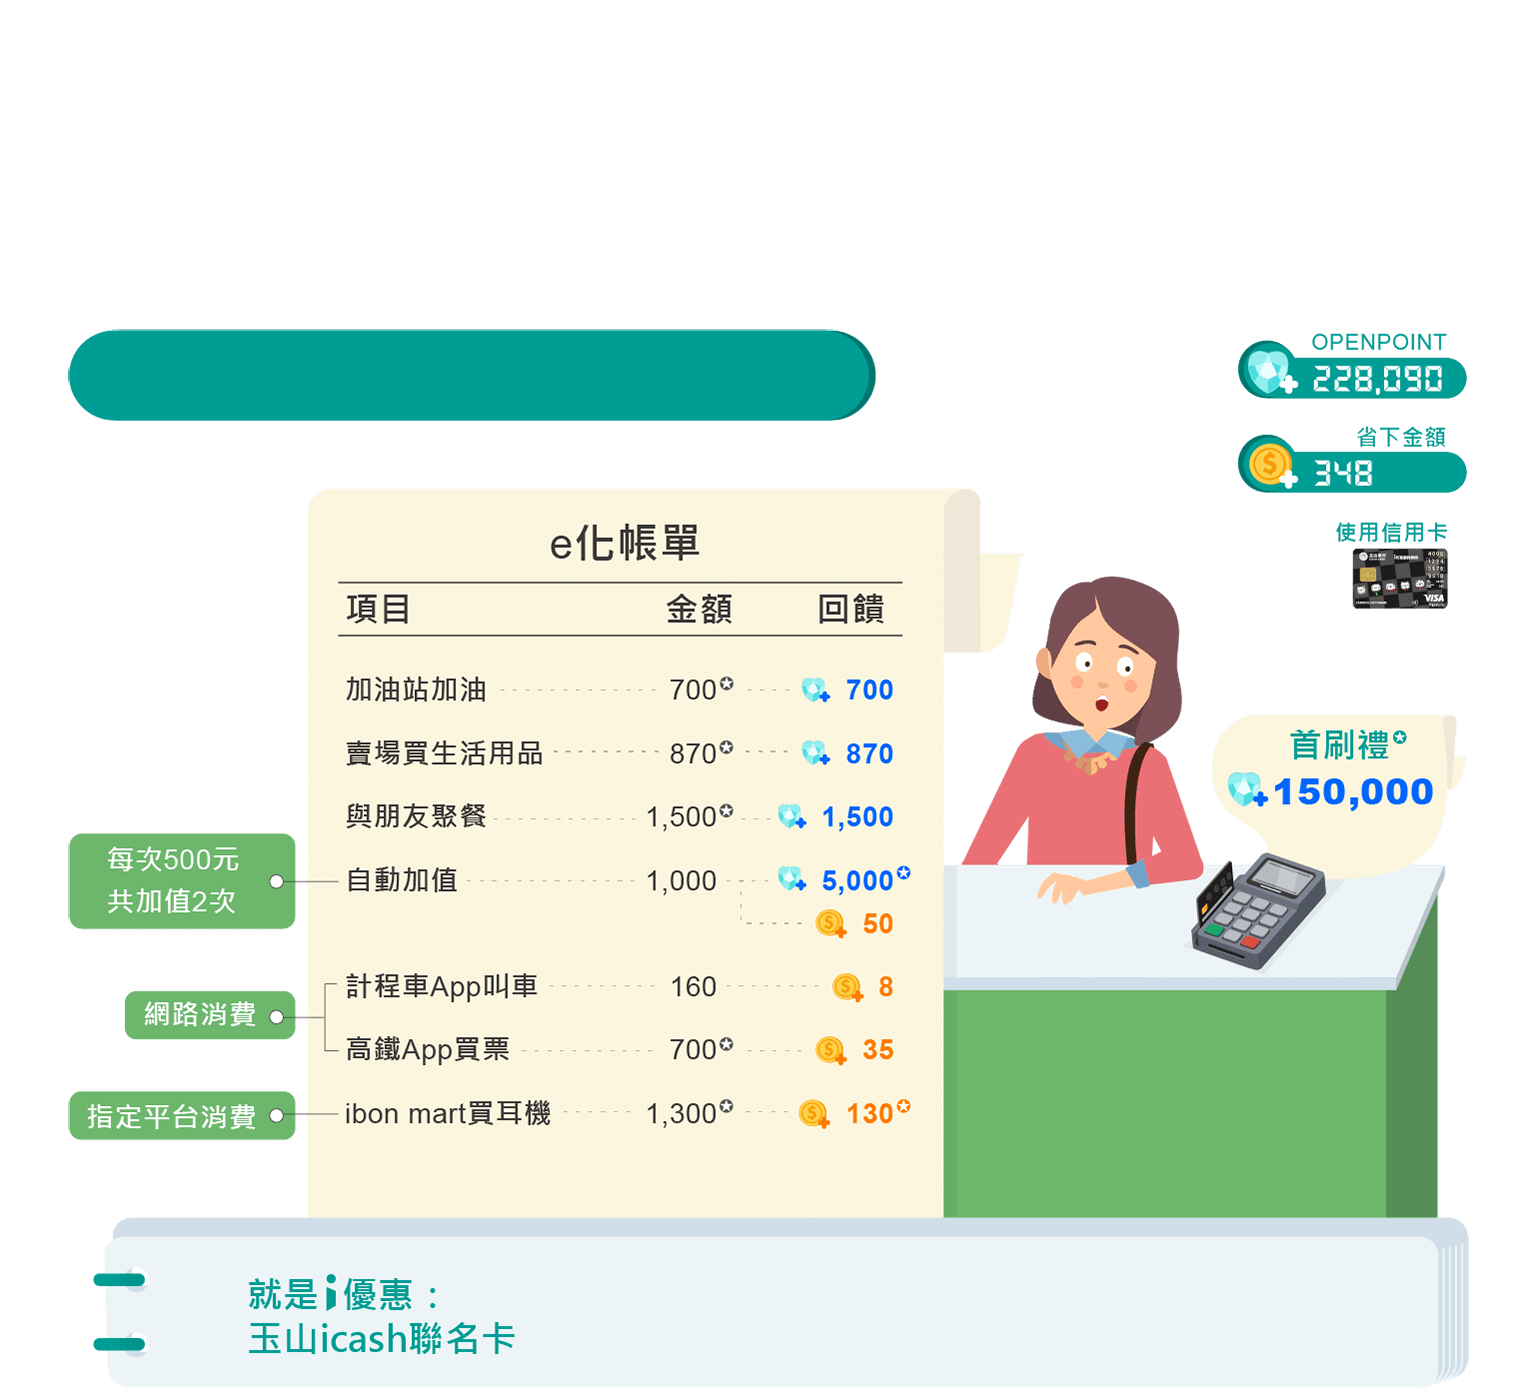 OPENPOINT
228,090
省下金額
348
使用信用卡
VISA
e化帳單
項目 金額 回饋
加油站加油 700 700
賣場買生活用品 870 870
與朋友聚餐 1,500 1,500
每次500元
共加值2次
自動加值 1,000 5,000
50
網路消費
計程車App叫車 160 8
高鐵App買票 700 35
指定平台消費
ibon mart買耳機 1,300 130
首刷禮
150,000
就是i優惠：
玉山icash聯名卡